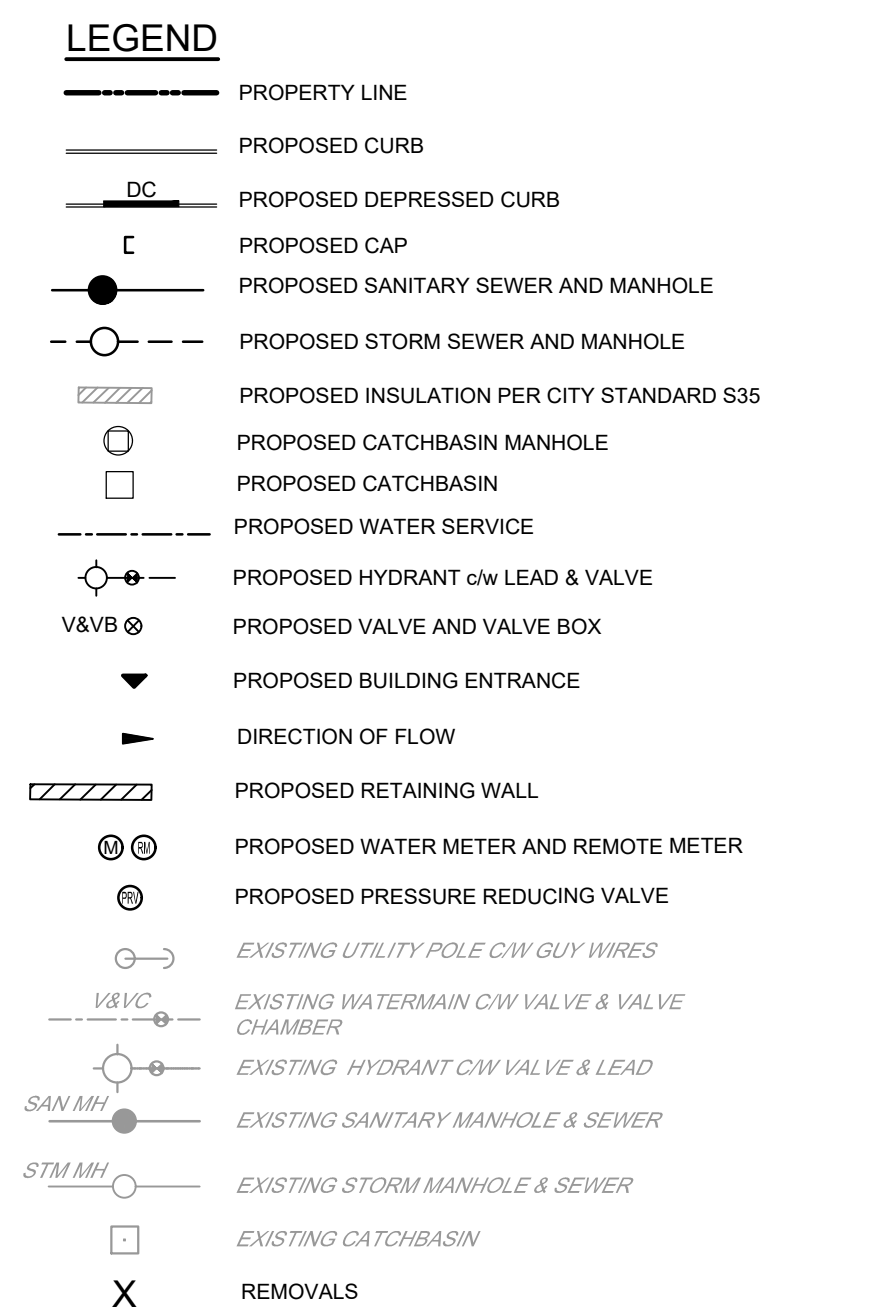 LEGEND
PROPERTY LINE
PROPOSED CURB
DC PROPOSED DEPRESSED CURB
PROPOSED CAP
PROPOSED SANITARY SEWER AND MANHOLE
PROPOSED STORM SEWER AND MANHOLE
PROPOSED INSULATION PER CITY STANDARD S35
PROPOSED CATCHBASIN MANHOLE
PROPOSED CATCHBASIN
PROPOSED WATER SERVICE
PROPOSED HYDRANT c/w LEAD & VALVE
V&VB PROPOSED VALVE AND VALVE BOX
PROPOSED BUILDING ENTRANCE
DIRECTION OF FLOW
PROPOSED RETAINING WALL
M RM PROPOSED WATER METER AND REMOTE METER
PRV PROPOSED PRESSURE REDUCING VALVE
EXISTING UTILITY POLE C/W GUY WIRES
V&VC EXISTING WATERMAIN C/W VALVE & VALVE
CHAMBER
EXISTING HYDRANT C/W VALVE & LEAD
SAN MH EXISTING SANITARY MANHOLE & SEWER
STM MH EXISTING STORM MANHOLE & SEWER
EXISTING CATCHBASIN
X REMOVALS